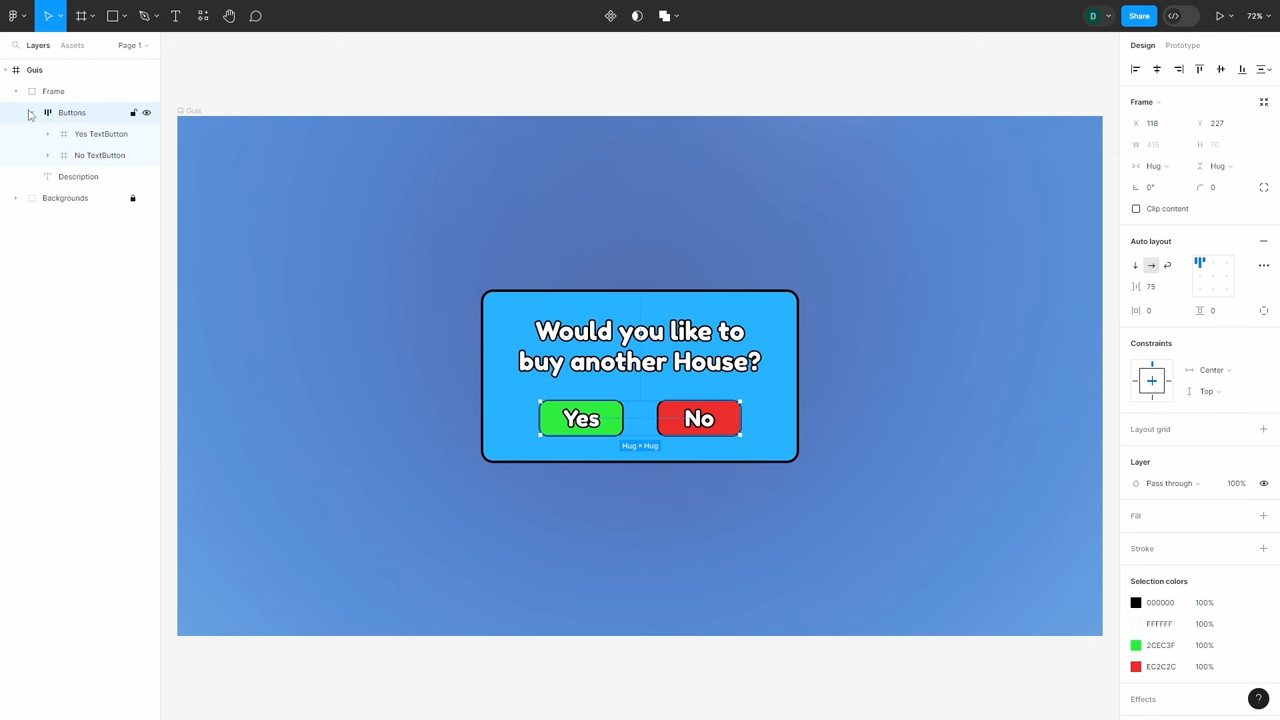 D
Share
72%
Layers
Assets
Page 1
Guis
Frame
Buttons
Yes TextButton
No TextButton
Description
Backgrounds
Guis
Would you like to
buy another House?
Yes
No
Hug × Hug
Design
Prototype
Frame
X 118
Y 227
W 415
H 70
Hug
Hug
0°
0
Clip content
Auto layout
75
0
0
Constraints
Center
Top
Layout grid
Layer
Pass through
100%
Fill
Stroke
Selection colors
000000 100%
FFFFFF 100%
2CEC3F 100%
EC2C2C 100%
Effects
?